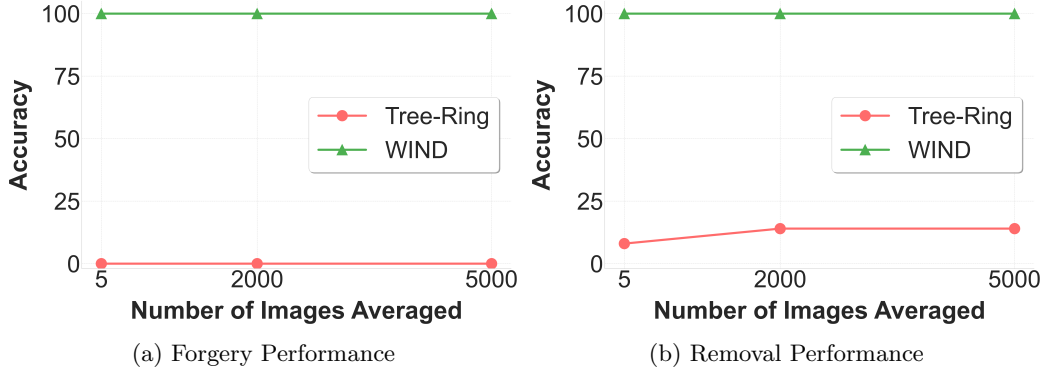 100
75
50
25
0
Accuracy
Tree-Ring
WIND
5 2000 5000
Number of Images Averaged
(a) Forgery Performance
100
75
50
25
0
Accuracy
Tree-Ring
WIND
5 2000 5000
Number of Images Averaged
(b) Removal Performance